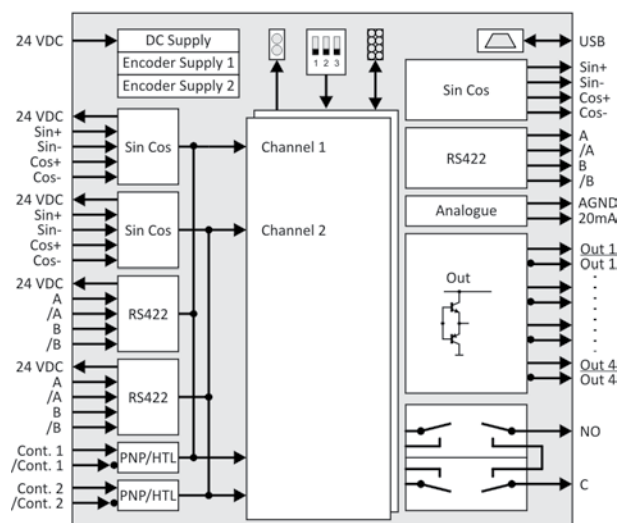 24 VDC
DC Supply
Encoder Supply 1
Encoder Supply 2
1 2 3
USB
24 VDC
Sin+
Sin-
Cos+
Cos-
Sin Cos
24 VDC
Sin+
Sin-
Cos+
Cos-
Sin Cos
24 VDC
A
/A
B
/B
RS422
24 VDC
A
/A
B
/B
RS422
Cont. 1
/Cont. 1
PNP/HTL
Cont. 2
/Cont. 2
PNP/HTL
Channel 1
Channel 2
Sin Cos
Sin+
Sin-
Cos+
Cos-
RS422
A
/A
B
/B
Analogue
AGND
20mA
Out
Out 1
Out 1
Out 4
Out 4
NO
C